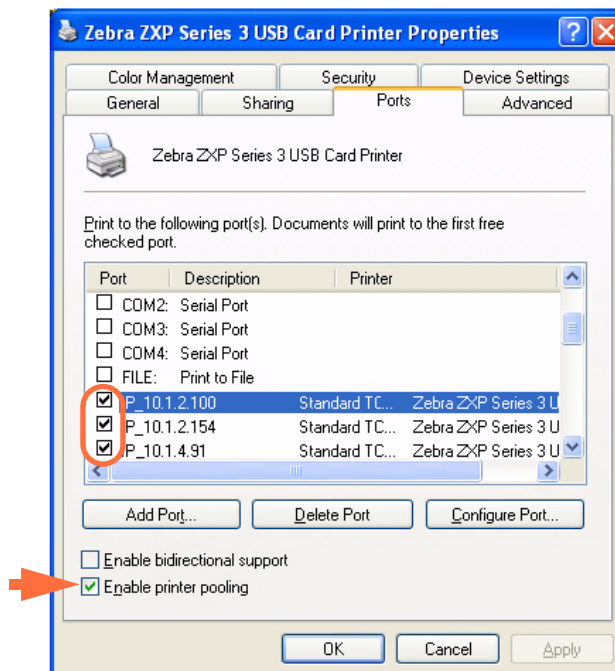 Zebra ZXP Series 3 USB Card Printer Properties
Color Management Security Device Settings
General Sharing Ports Advanced
Zebra ZXP Series 3 USB Card Printer
Print to the following port(s). Documents will print to the first free
checked port.
Port Description Printer
COM2: Serial Port
COM3: Serial Port
COM4: Serial Port
FILE: Print to File
IP_10.1.2.100 Standard TC... Zebra ZXP Series 3 U
IP_10.1.2.154 Standard TC... Zebra ZXP Series 3 U
IP_10.1.4.91 Standard TC... Zebra ZXP Series 3 U
Add Port... Delete Port Configure Port...
Enable bidirectional support
Enable printer pooling
OK Cancel Apply